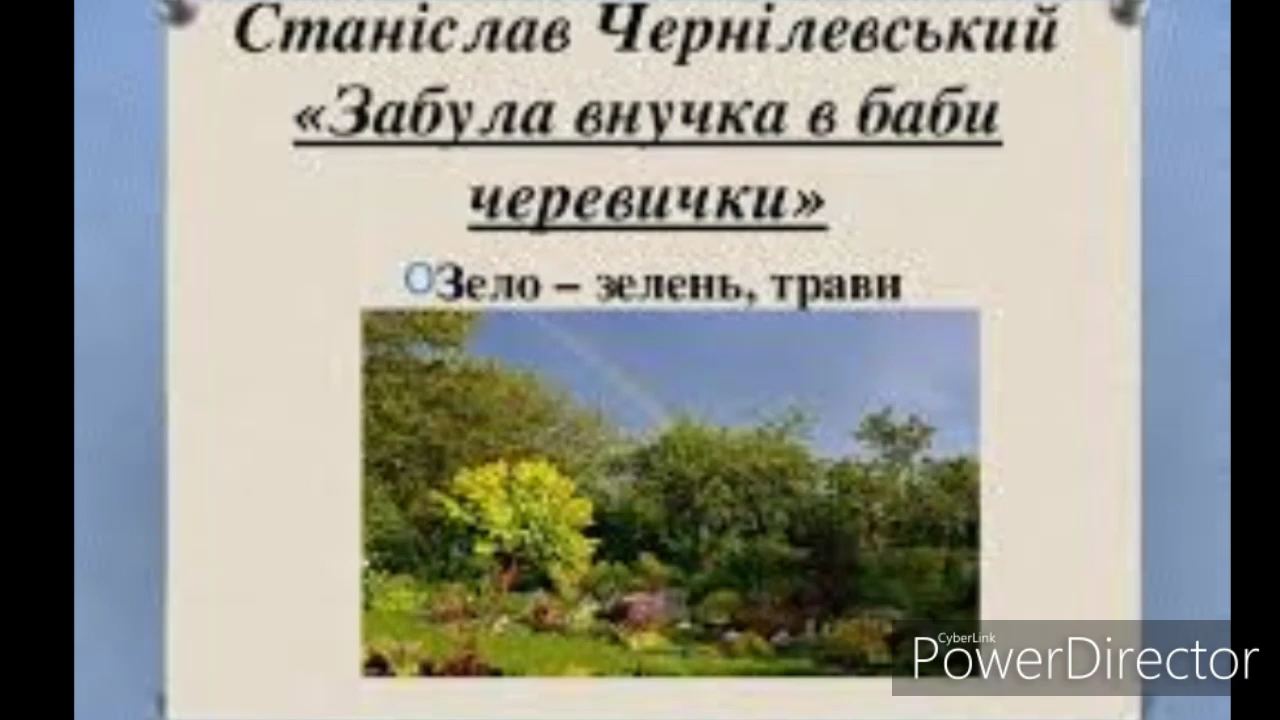 Станіслав Чернілевський
«Забула внучка в баби
черевички»
Зело – зелень, трави
CyberLink
PowerDirector